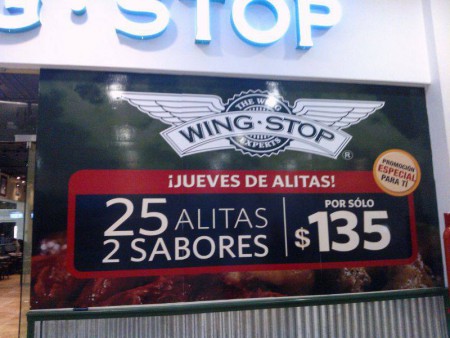 G·STOP
THE WING
WING·STOP
EXPERTS
®
¡JUEVES DE ALITAS!
PROMOCIÓN
ESPECIAL
PARA TÍ
25 ALITAS
2 SABORES
POR SÓLO
$135